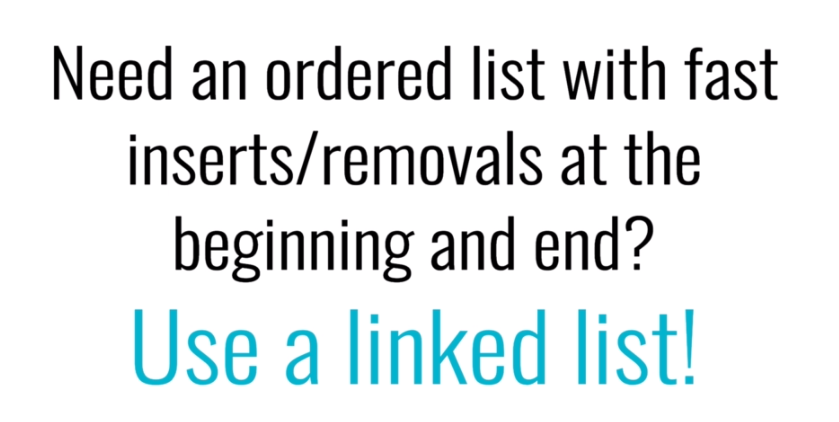 Need an ordered list with fast
inserts/removals at the
beginning and end?
Use a linked list!